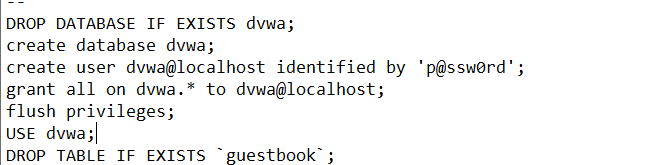 --
DROP DATABASE IF EXISTS dvwa;
create database dvwa;
create user dvwa@localhost identified by 'p@ssw0rd';
grant all on dvwa.* to dvwa@localhost;
flush privileges;
USE dvwa;
DROP TABLE IF EXISTS `guestbook`;